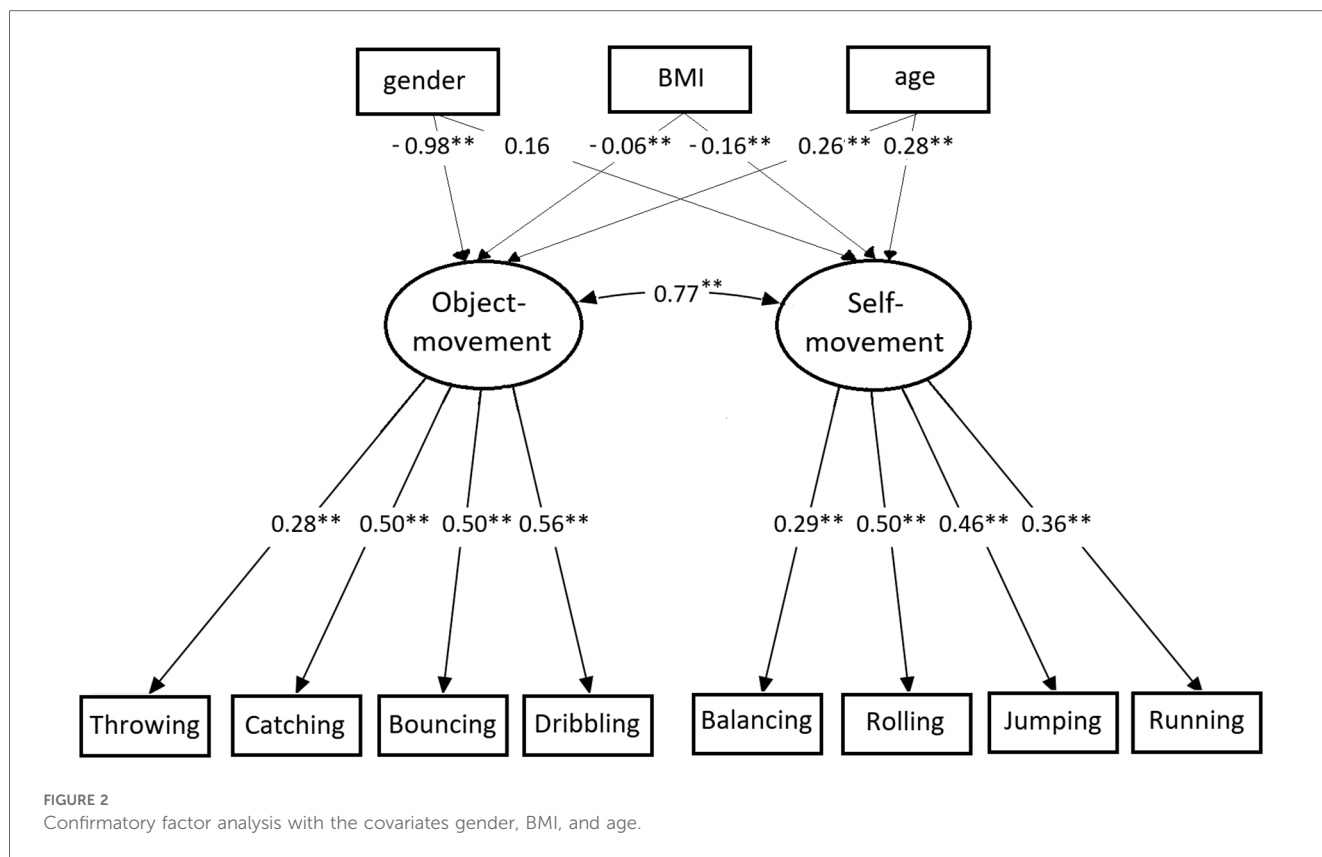 gender BMI age
- 0.98** 0.16 - 0.06** - 0.16** 0.26** 0.28**
Object-
movement
0.77**
Self-
movement
0.28** 0.50** 0.50** 0.56** 0.29** 0.50** 0.46** 0.36**
Throwing Catching Bouncing Dribbling Balancing Rolling Jumping Running
FIGURE 2
Confirmatory factor analysis with the covariates gender, BMI, and age.